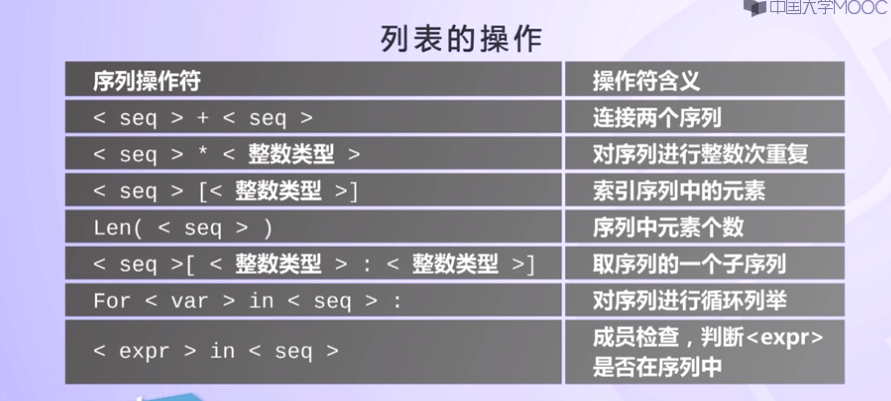 中国大学MOOC
列表的操作
序列操作符 操作符含义
< seq > + < seq > 连接两个序列
< seq > * < 整数类型 > 对序列进行整数次重复
< seq > [< 整数类型 >] 索引序列中的元素
Len( < seq > ) 序列中元素个数
< seq >[ < 整数类型 > : < 整数类型 >] 取序列的一个子序列
For < var > in < seq > : 对序列进行循环列举
< expr > in < seq > 成员检查，判断<expr>
是否在序列中